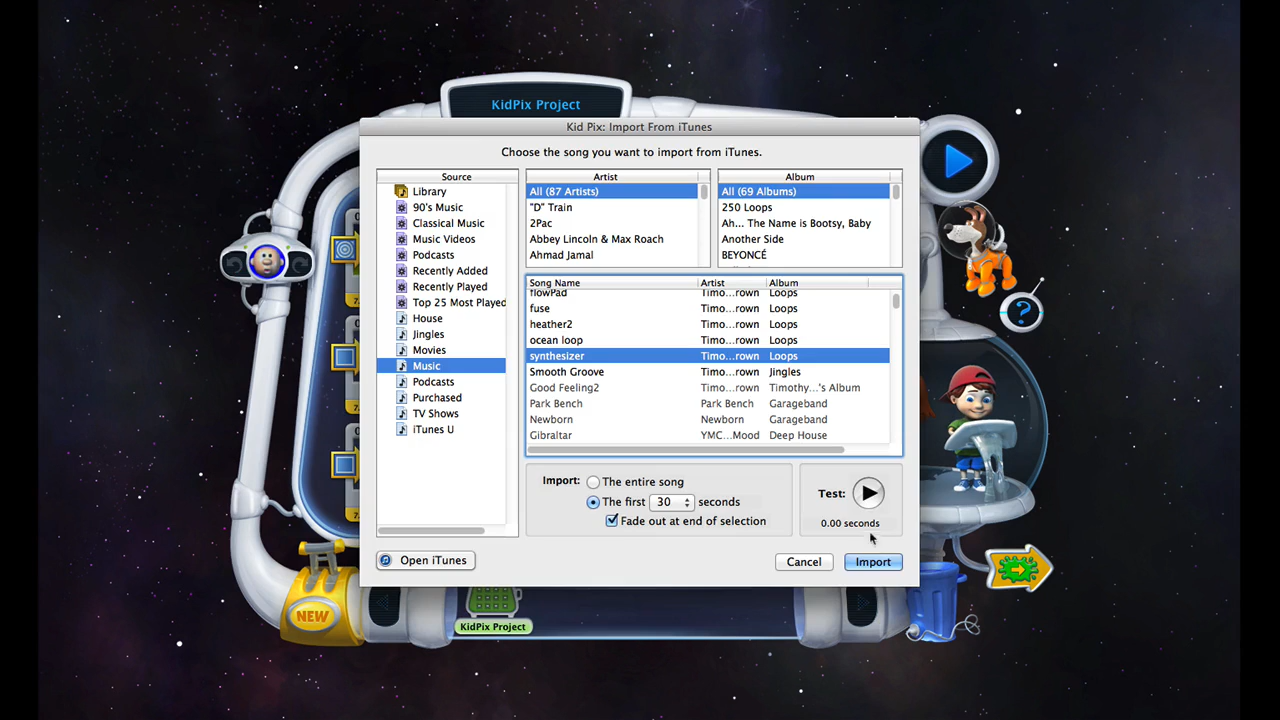 KidPix Project
Kid Pix: Import From iTunes
Choose the song you want to import from iTunes.
Source
Library
90's Music
Classical Music
Music Videos
Podcasts
Recently Added
Recently Played
Top 25 Most Played
House
Jingles
Movies
Music
Podcasts
Purchased
TV Shows
iTunes U
Artist
All (87 Artists)
"D" Train
2Pac
Abbey Lincoln & Max Roach
Ahmad Jamal
Album
All (69 Albums)
250 Loops
Ah... The Name is Bootsy, Baby
Another Side
BEYONCÉ
Song Name Artist Album
flowPad Timo...rown Loops
fuse Timo...rown Loops
heather2 Timo...rown Loops
ocean loop Timo...rown Loops
synthesizer Timo...rown Loops
Smooth Groove Timo...rown Jingles
Good Feeling2 Timo...rown Timothy...'s Album
Park Bench Park Bench Garageband
Newborn Newborn Garageband
Gibraltar YMC...Mood Deep House
Import: The entire song
The first 30 seconds
Fade out at end of selection
Test:
0.00 seconds
Open iTunes
Cancel
Import
NEW
KidPix Project
?